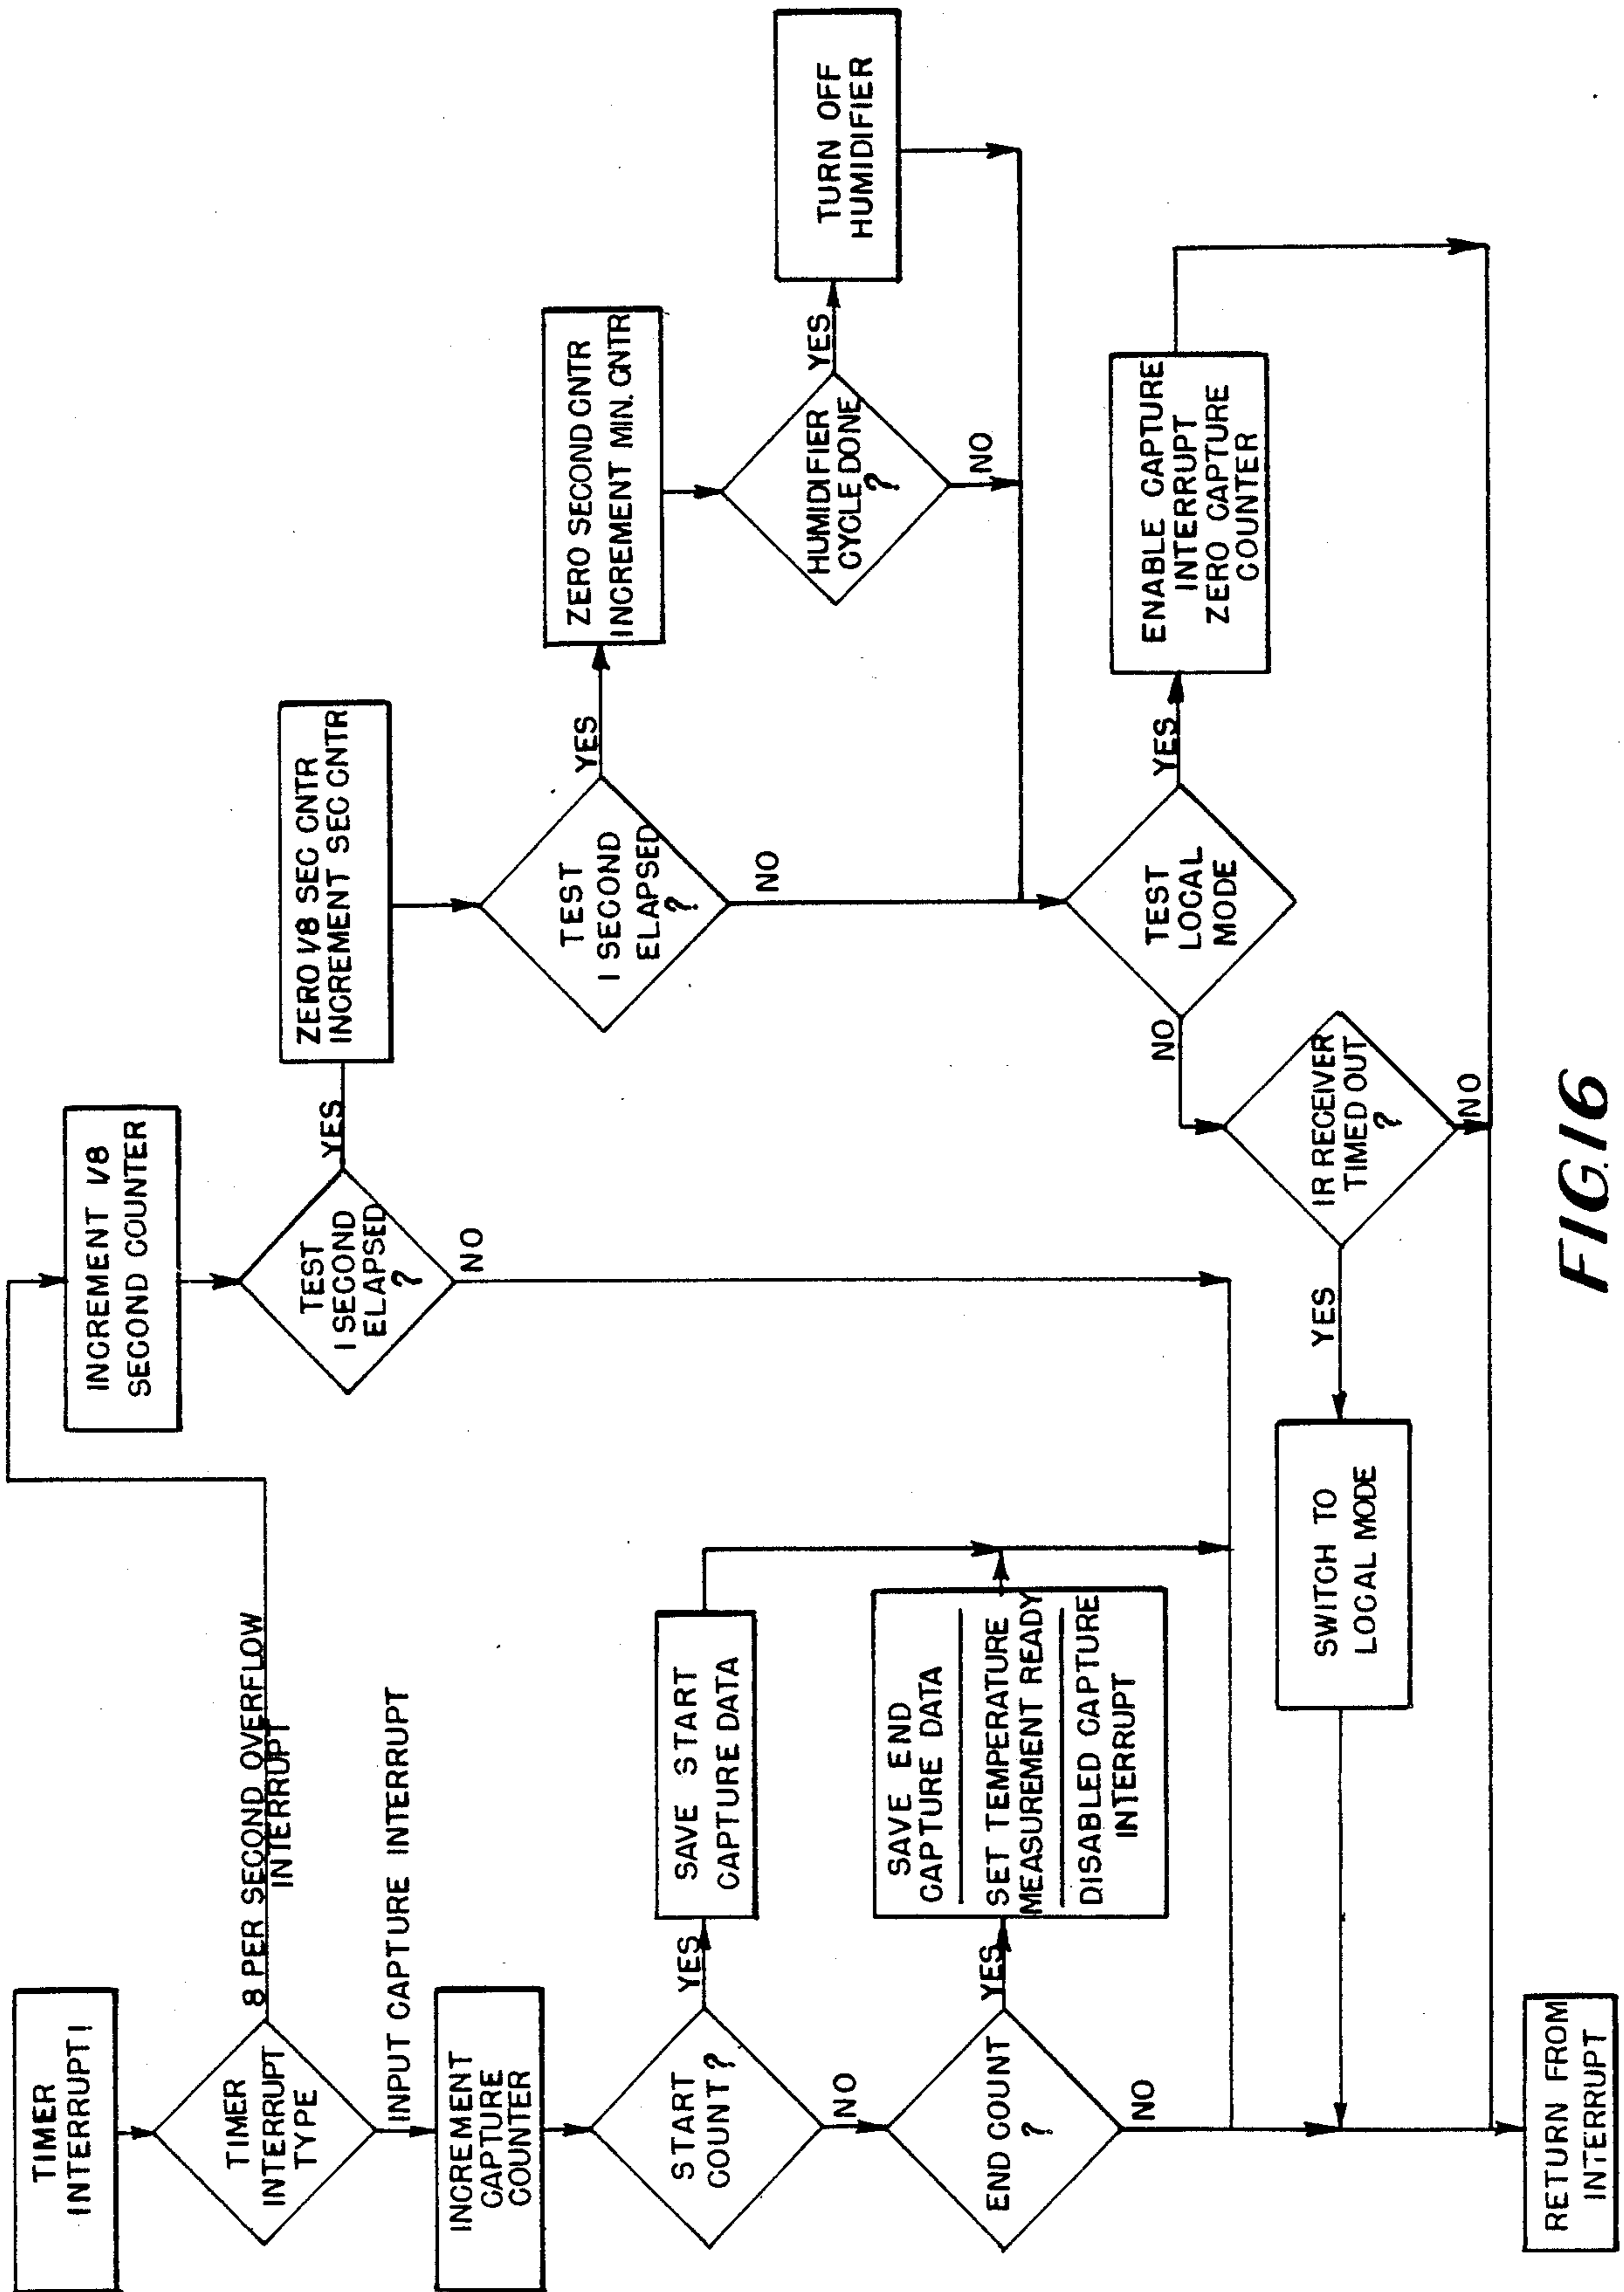 TIMER
INTERRUPT!
TIMER
INTERRUPT
TYPE
8 PER SECOND OVERFLOW
INTERRUPT
INPUT CAPTURE INTERRUPT
INCREMENT
CAPTURE
COUNTER
START
COUNT?
YES
SAVE START
CAPTURE DATA
NO
END COUNT
?
YES
SAVE END
CAPTURE DATA
SET TEMPERATURE
MEASUREMENT READY
DISABLED CAPTURE
INTERRUPT
NO
RETURN FROM
INTERRUPT
INCREMENT 1/8
SECOND COUNTER
TEST
1 SECOND
ELAPSED
?
YES
NO
ZERO 1/8 SEC CNTR
INCREMENT SEC CNTR
TEST
1 SECOND
ELAPSED
?
YES
NO
ZERO SECOND CNTR
INCREMENT MIN. CNTR
HUMIDIFIER
CYCLE DONE
?
YES
NO
TURN OFF
HUMIDIFIER
TEST
LOCAL
MODE
YES
ENABLE CAPTURE
INTERRUPT
ZERO CAPTURE
COUNTER
NO
IR RECEIVER
TIMED OUT
?
NO
YES
SWITCH TO
LOCAL MODE
FIG.16